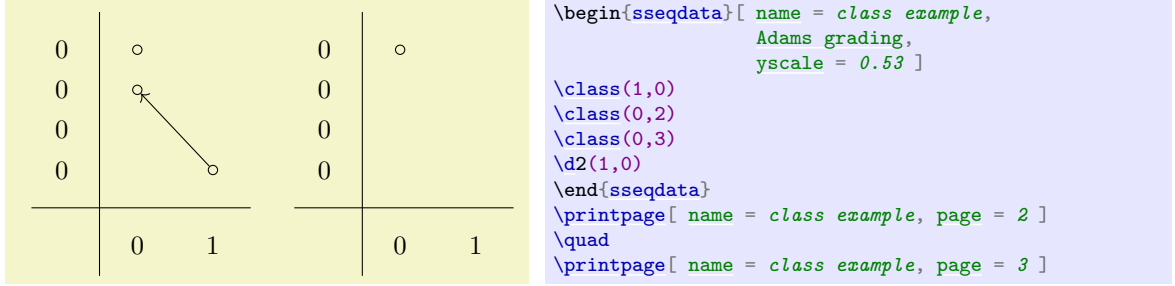 0 0
0 0
0 0
0 0
0 1 0 1
\begin{sseqdata}[ name = class example,
Adams grading,
yscale = 0.53 ]
\class(1,0)
\class(0,2)
\class(0,3)
\d2(1,0)
\end{sseqdata}
\printpage[ name = class example, page = 2 ]
\quad
\printpage[ name = class example, page = 3 ]